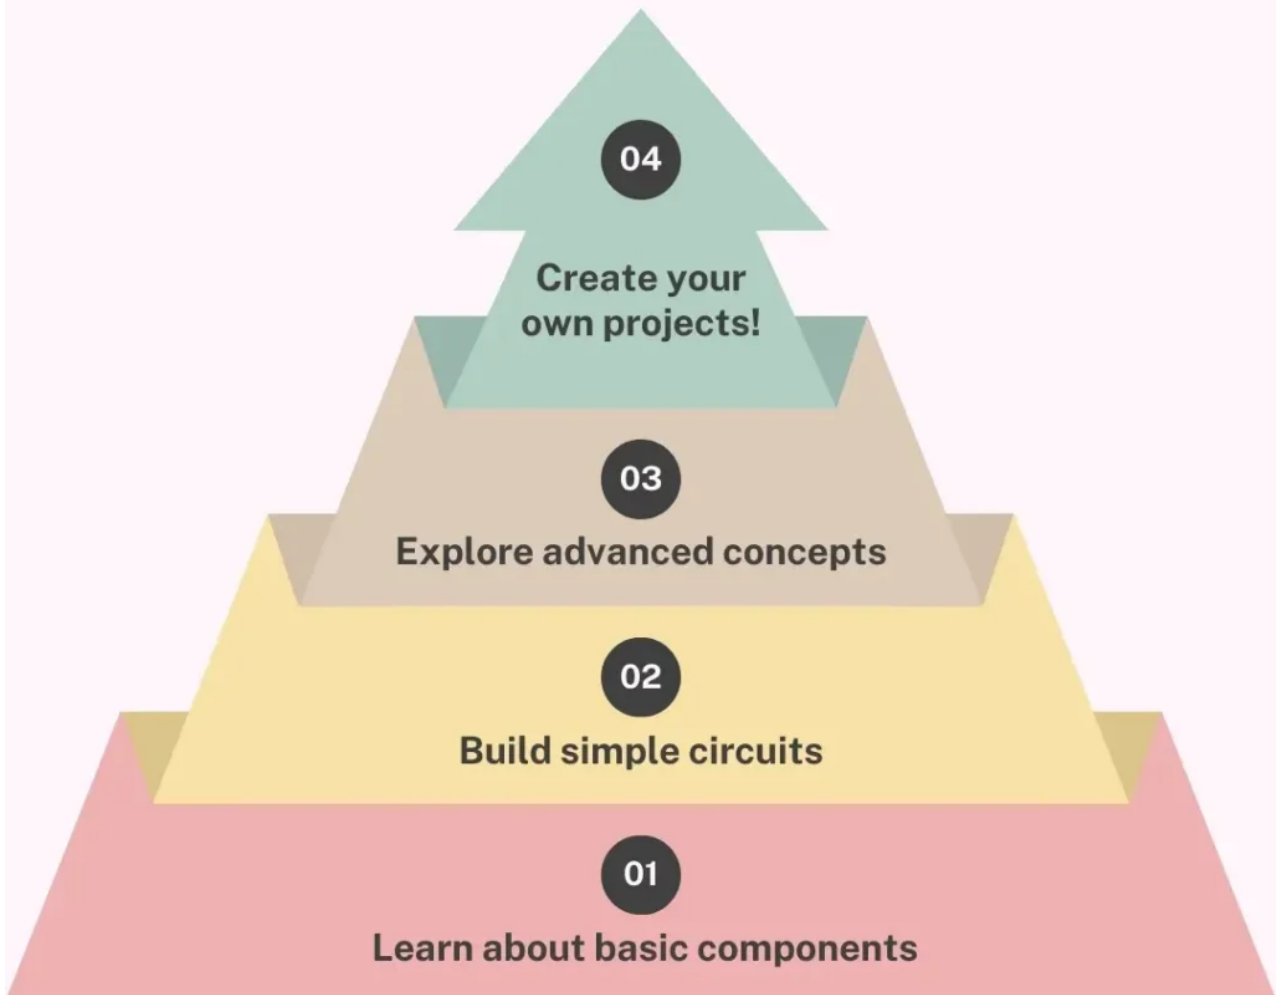 04
Create your
own projects!
03
Explore advanced concepts
02
Build simple circuits
01
Learn about basic components